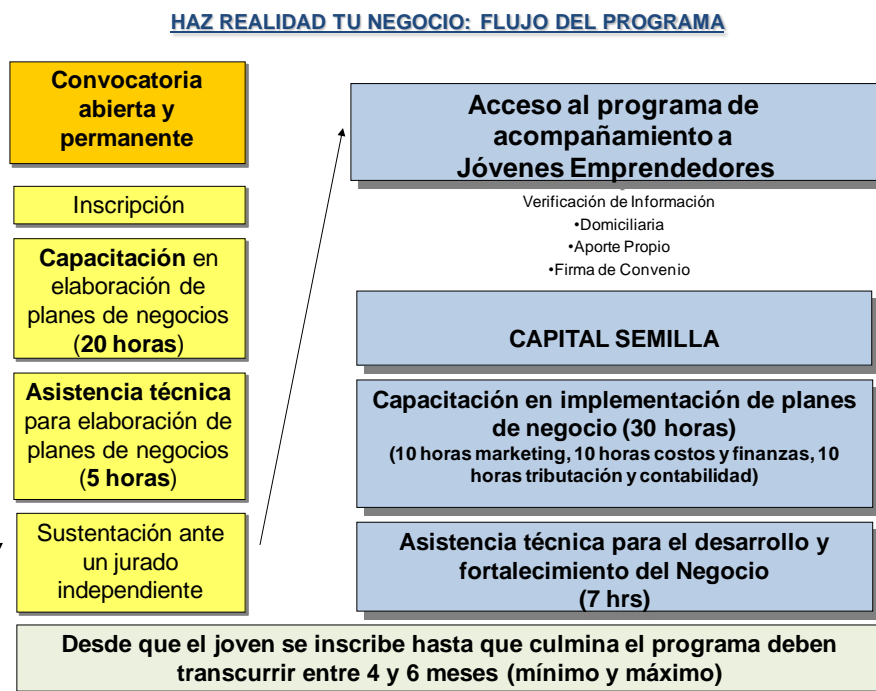 HAZ REALIDAD TU NEGOCIO: FLUJO DEL PROGRAMA
Convocatoria
abierta y
permanente
Inscripción
Capacitación en
elaboración de
planes de negocios
(20 horas)
Asistencia técnica
para elaboración de
planes de negocios
(5 horas)
Sustentación ante
un jurado
independiente
Acceso al programa de
acompañamiento a
Jóvenes Emprendedores
Verificación de Información
•Domiciliaria
•Aporte Propio
•Firma de Convenio
CAPITAL SEMILLA
Capacitación en implementación de planes
de negocio (30 horas)
(10 horas marketing, 10 horas costos y finanzas, 10
horas tributación y contabilidad)
Asistencia técnica para el desarrollo y
fortalecimiento del Negocio
(7 hrs)
Desde que el joven se inscribe hasta que culmina el programa deben
transcurrir entre 4 y 6 meses (mínimo y máximo)